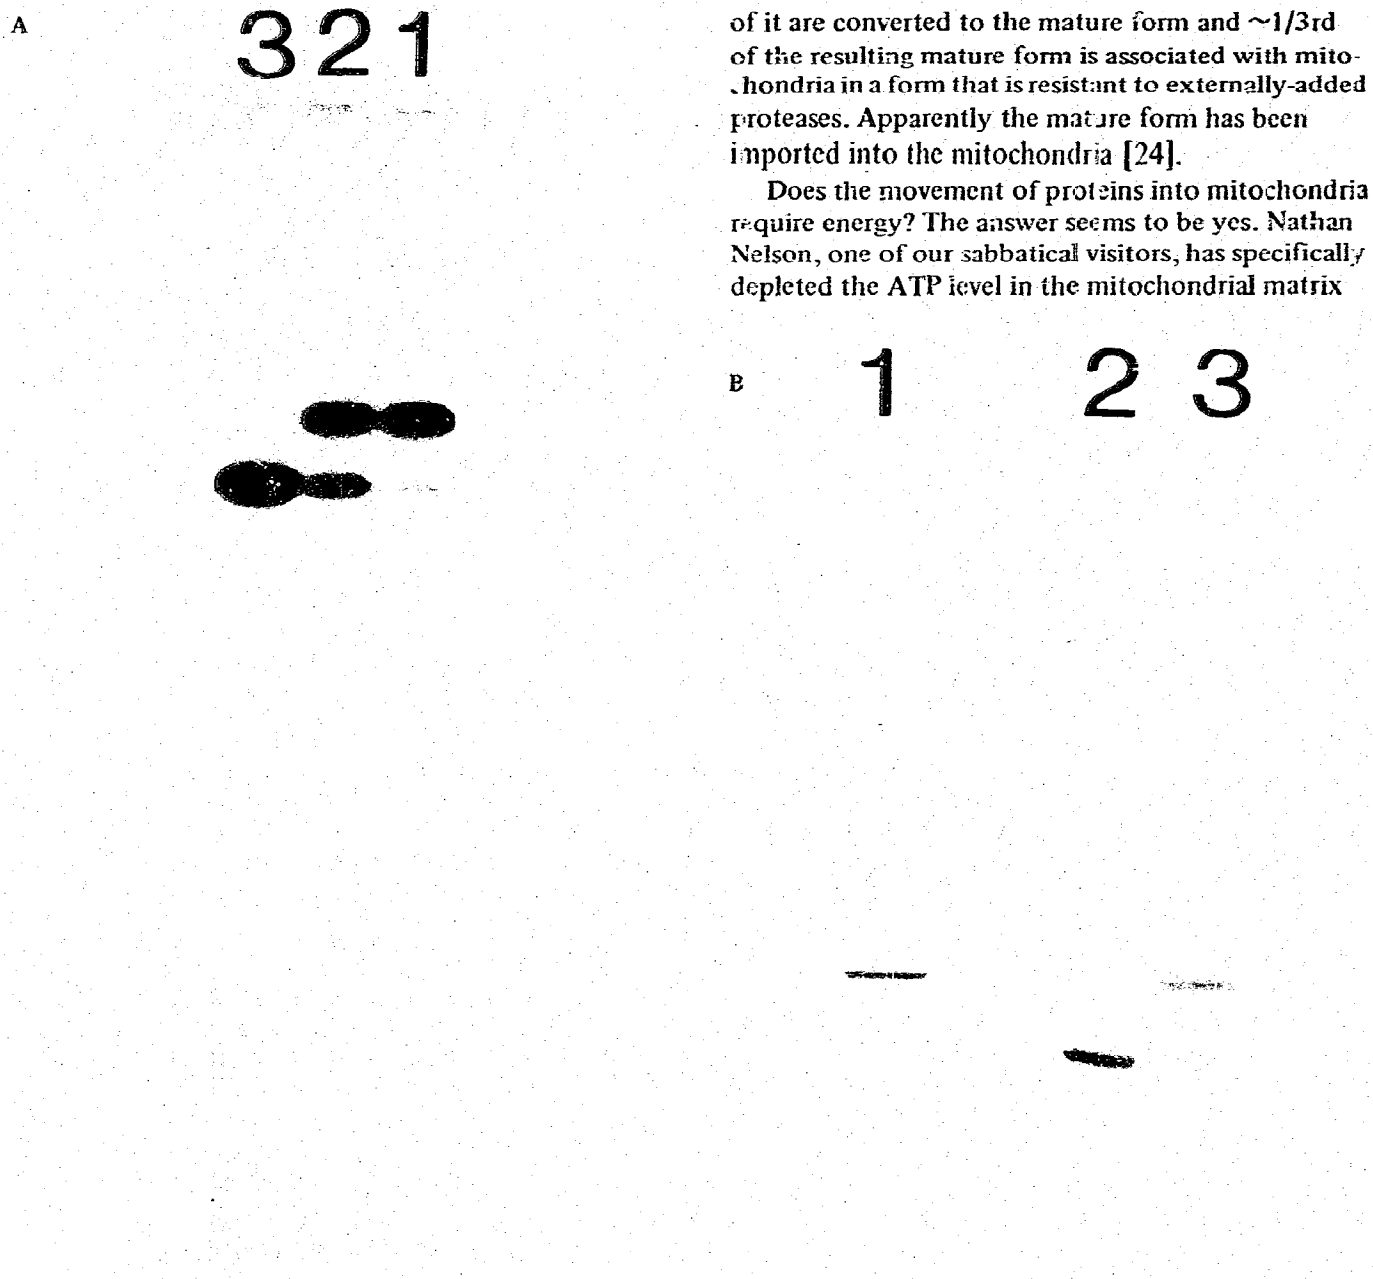 A
3 2 1
of it are converted to the mature form and ~1/3rd
of the resulting mature form is associated with mito-
.hondria in a form that is resistant to externally-added
proteases. Apparently the mature form has been
imported into the mitochondria [24].
Does the movement of proteins into mitochondria
require energy? The answer seems to be yes. Nathan
Nelson, one of our sabbatical visitors, has specifically
depleted the ATP level in the mitochondrial matrix
B
1 2 3